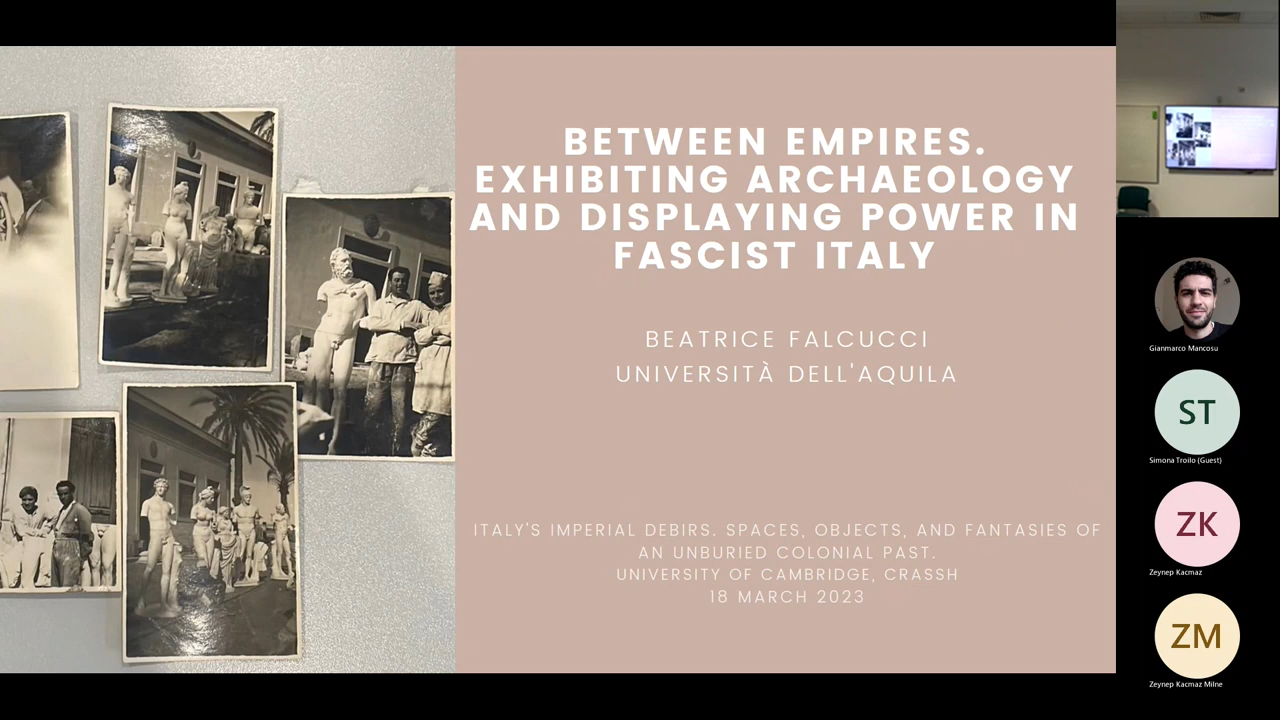 BETWEEN EMPIRES.
EXHIBITING ARCHAEOLOGY
AND DISPLAYING POWER IN
FASCIST ITALY
BEATRICE FALCUCCI
UNIVERSITÀ DELL'AQUILA
ITALY'S IMPERIAL DEBIRS. SPACES, OBJECTS, AND FANTASIES OF
AN UNBURIED COLONIAL PAST.
UNIVERSITY OF CAMBRIDGE, CRASSH
18 MARCH 2023
Gianmarco Mancosu
ST
Simona Troilo (Guest)
ZK
Zeynep Kacmaz
ZM
Zeynep Kacmaz Milne